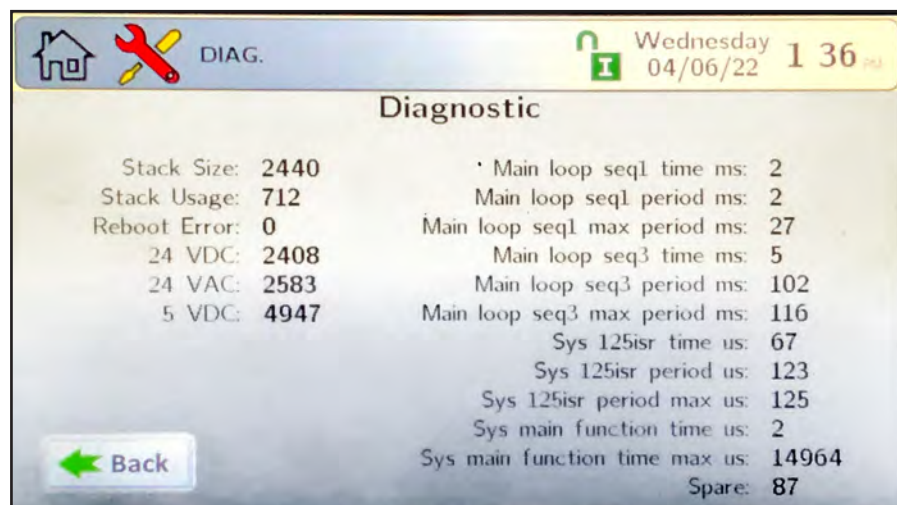 DIAG.
Wednesday
04/06/22
1 36 PM
Diagnostic
Stack Size: 2440
Stack Usage: 712
Reboot Error: 0
24 VDC: 2408
24 VAC: 2583
5 VDC: 4947
Main loop seq1 time ms: 2
Main loop seq1 period ms: 2
Main loop seq1 max period ms: 27
Main loop seq3 time ms: 5
Main loop seq3 period ms: 102
Main loop seq3 max period ms: 116
Sys 125isr time us: 67
Sys 125isr period us: 123
Sys 125isr period max us: 125
Sys main function time us: 2
Sys main function time max us: 14964
Spare: 87
Back